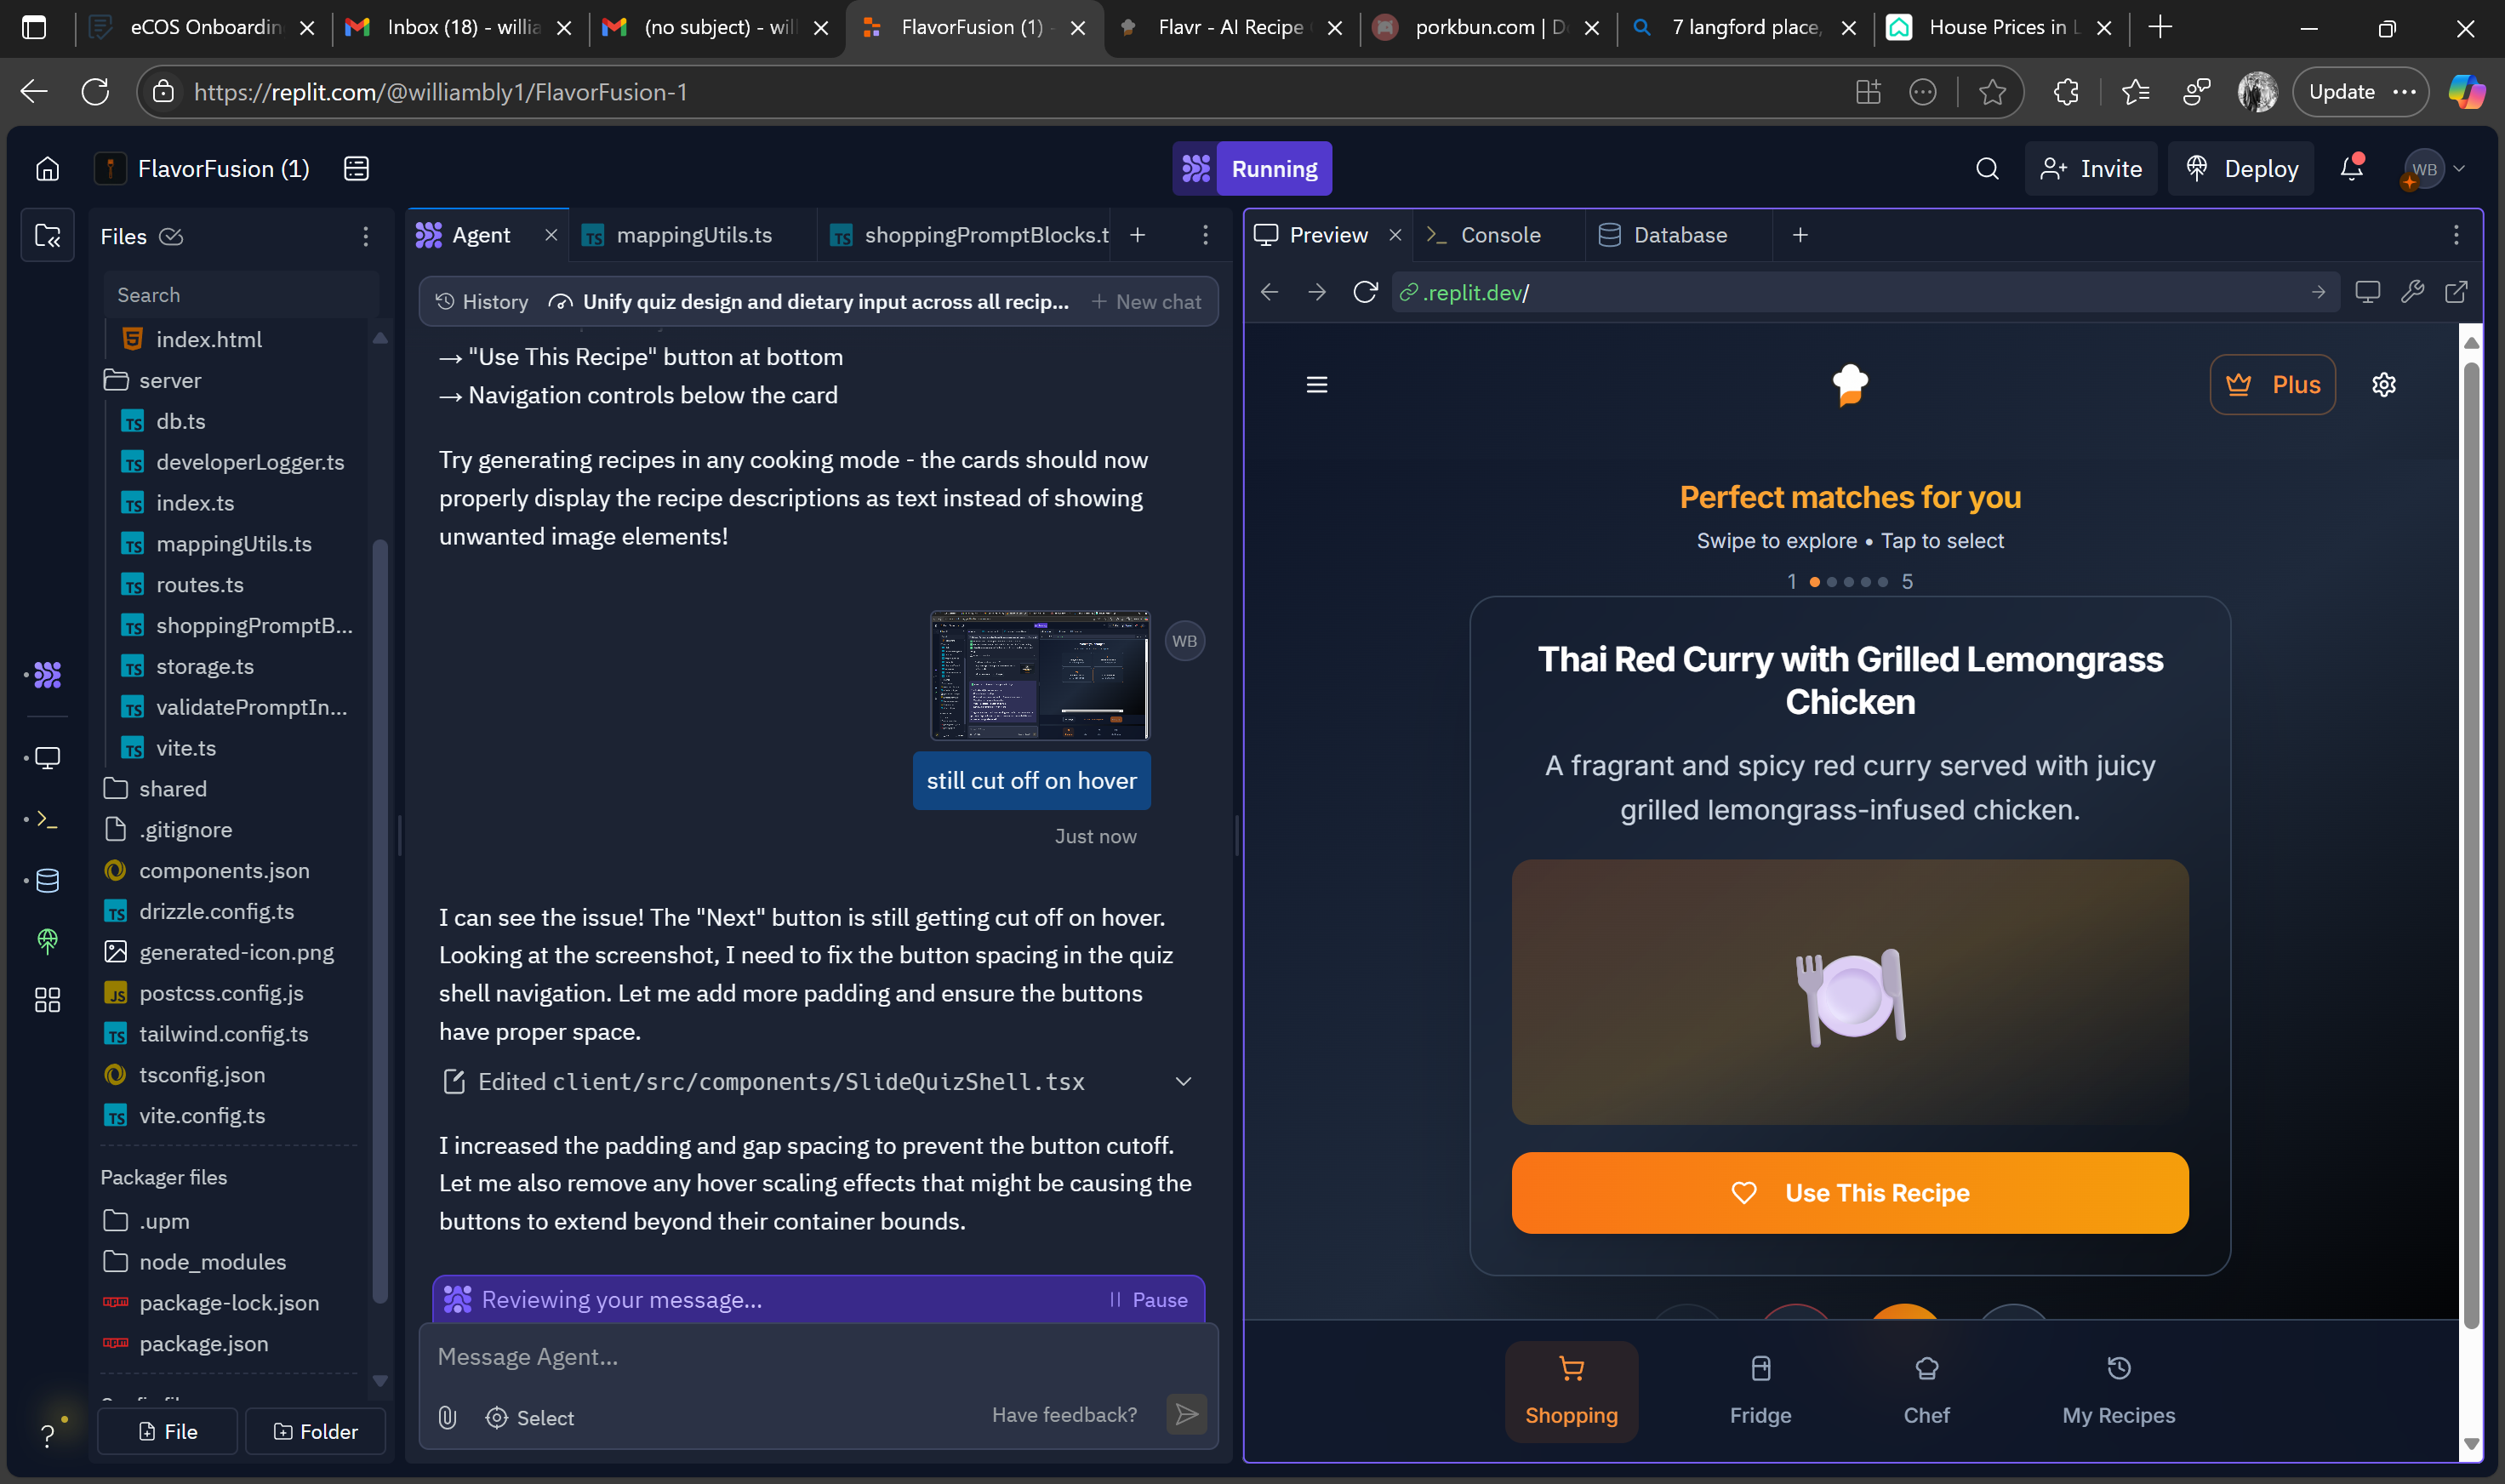 eCOS Onboardin
Inbox (18) - willia
(no subject) - wil
FlavorFusion (1) -
Flavr - AI Recipe
porkbun.com | D
7 langford place,
House Prices in L
https://replit.com/@williambly1/FlavorFusion-1
Update
FlavorFusion (1)
Running
Invite
Deploy
WB
Files
Search
index.html
server
db.ts
developerLogger.ts
index.ts
mappingUtils.ts
routes.ts
shoppingPromptB...
storage.ts
validatePromptIn...
vite.ts
shared
.gitignore
components.json
drizzle.config.ts
generated-icon.png
postcss.config.js
tailwind.config.ts
tsconfig.json
vite.config.ts
Packager files
.upm
node_modules
package-lock.json
package.json
File
Folder
Agent
mappingUtils.ts
shoppingPromptBlocks.t
History
Unify quiz design and dietary input across all recip...
New chat
→ "Use This Recipe" button at bottom
→ Navigation controls below the card
Try generating recipes in any cooking mode - the cards should now
properly display the recipe descriptions as text instead of showing
unwanted image elements!
WB
still cut off on hover
Just now
I can see the issue! The "Next" button is still getting cut off on hover.
Looking at the screenshot, I need to fix the button spacing in the quiz
shell navigation. Let me add more padding and ensure the buttons
have proper space.
Edited client/src/components/SlideQuizShell.tsx
I increased the padding and gap spacing to prevent the button cutoff.
Let me also remove any hover scaling effects that might be causing the
buttons to extend beyond their container bounds.
Reviewing your message...
Pause
Message Agent...
Select
Have feedback?
Preview
Console
Database
.replit.dev/
Plus
Perfect matches for you
Swipe to explore • Tap to select
1
5
Thai Red Curry with Grilled Lemongrass
Chicken
A fragrant and spicy red curry served with juicy
grilled lemongrass-infused chicken.
Use This Recipe
Shopping
Fridge
Chef
My Recipes